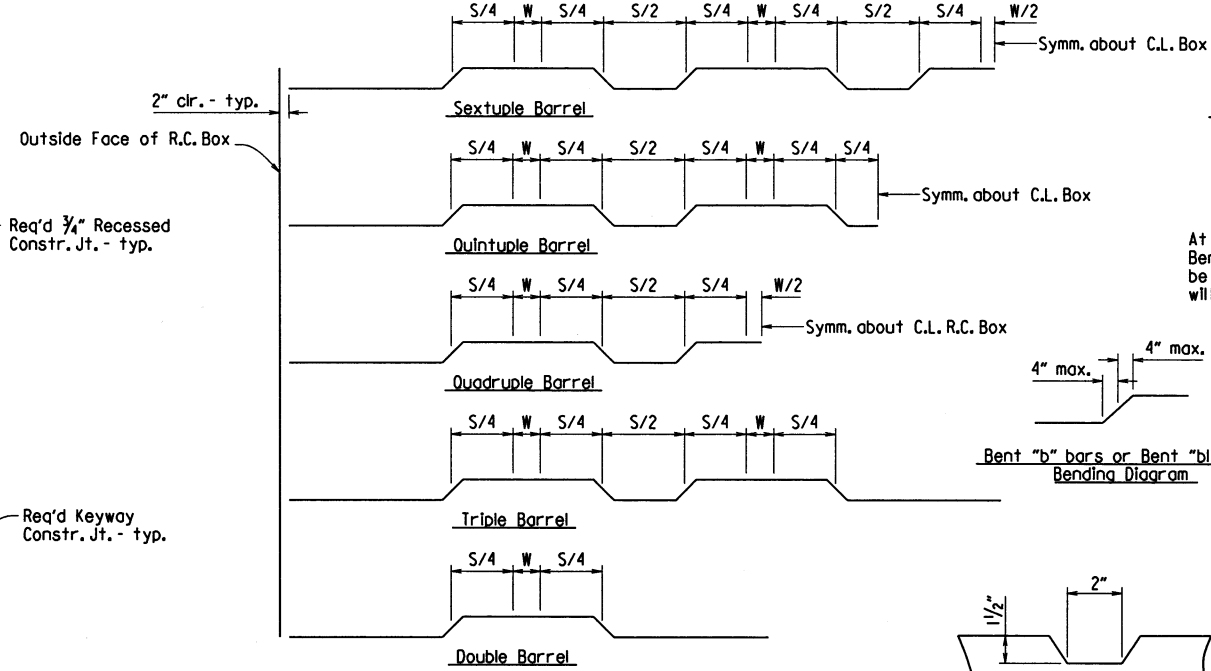 S/4 W S/4 S/2 S/4 W S/4 S/2 S/4 W/2
Symm. about C.L. Box
2" clr. - typ.
Sextuple Barrel
Outside Face of R.C. Box
S/4 W S/4 S/2 S/4 W S/4 S/4
Symm. about C.L. Box
Req'd 3/4" Recessed
Constr. Jt. - typ.
Quintuple Barrel
At
Ben
be
will
S/4 W S/4 S/2 S/4 W/2
Symm. about C.L. R.C. Box
4" max.
4" max.
Quadruple Barrel
S/4 W S/4 S/2 S/4 W S/4
Bent "b" bars or Bent "bl
Bending Diagram
Triple Barrel
Req'd Keyway
Constr. Jt. - typ.
S/4 W S/4
2"
1 1/2"
Double Barrel